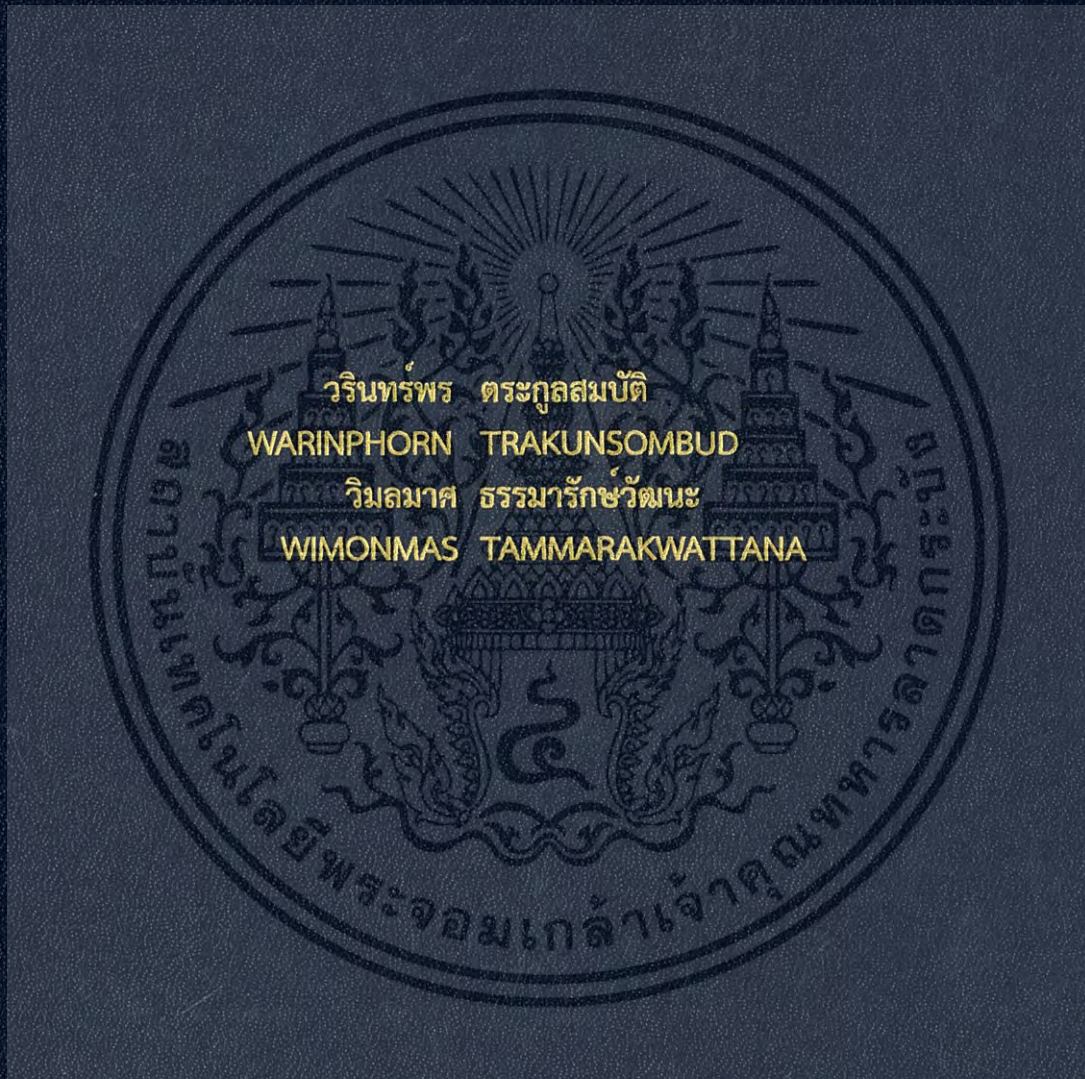 วรินทร์พร ตระกูลสมบัติ
WARINPHORN TRAKUNSOMBUD
วิมลมาศ ธรรมารักษ์วัฒนะ
WIMONMAS TAMMARAKWATTANA
สถาบันเทคโนโลยีพระจอมเกล้าเจ้าคุณทหารลาดกระบัง
๔